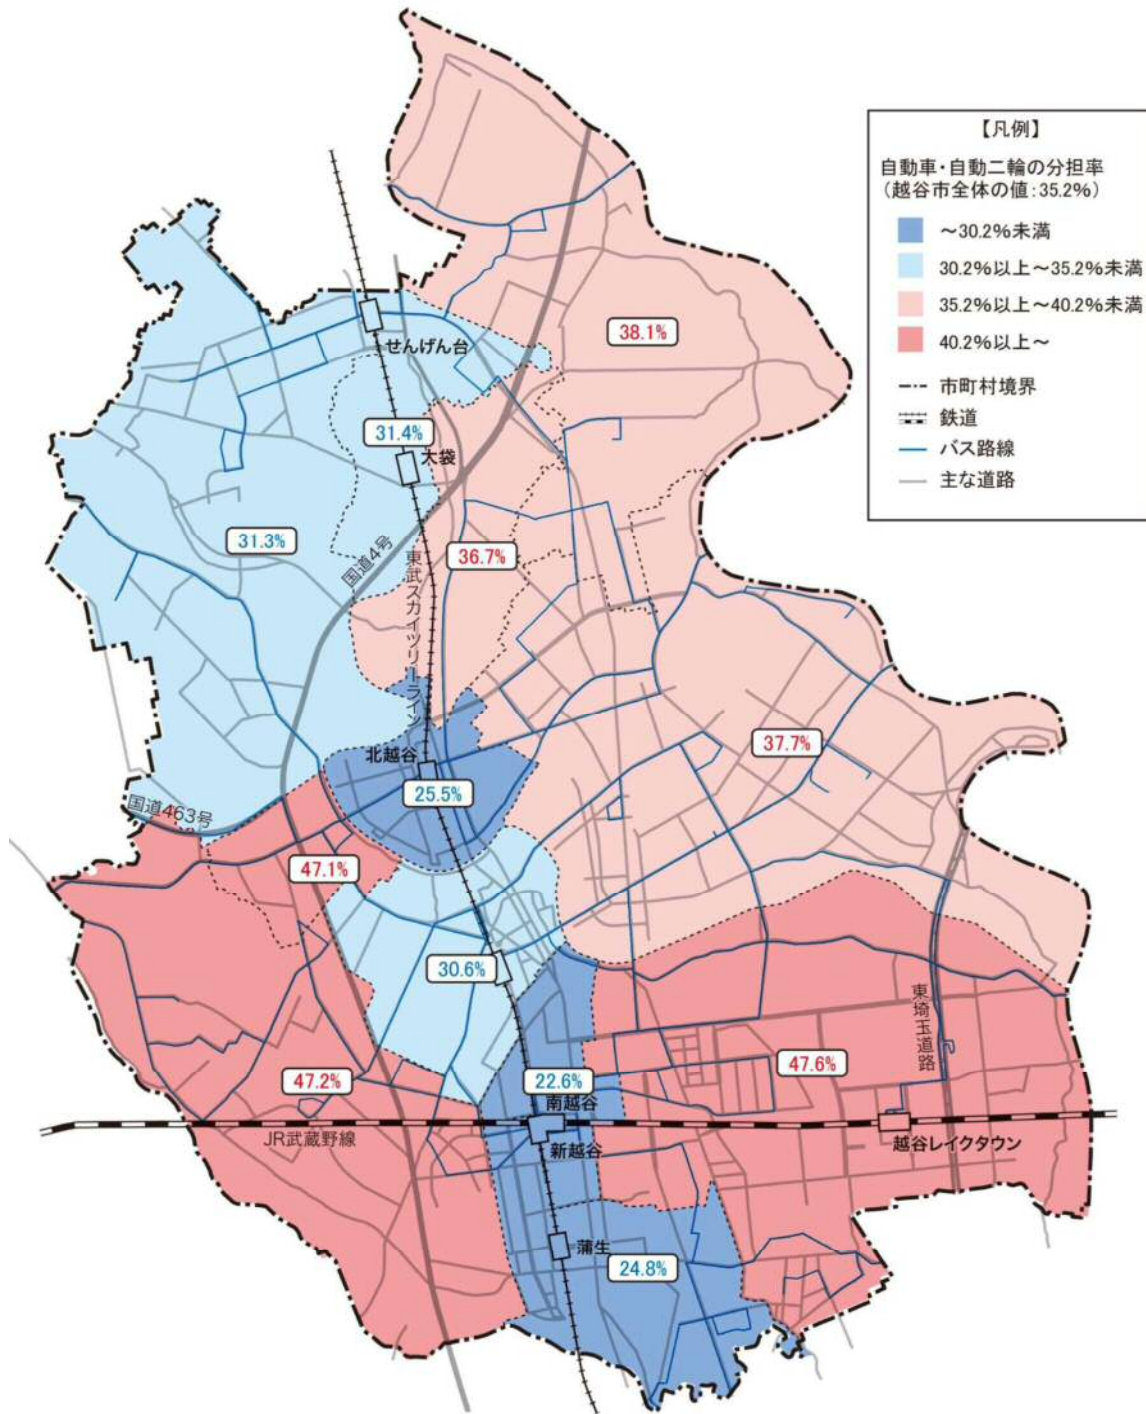 【凡例】
自動車・自動二輪の分担率
(越谷市全体の値:35.2%)
~30.2%未満
30.2%以上~35.2%未満
35.2%以上~40.2%未満
40.2%以上~
市町村境界
鉄道
バス路線
主な道路
38.1%
せんげん台
31.4%
大袋
31.3%
国道4号
36.7%
東武スカイツリーライン
37.7%
北越谷
25.5%
国道463号
47.1%
30.6%
東埼玉道路
47.2%
22.6%
47.6%
南越谷
JR武蔵野線
新越谷
越谷レイクタウン
蒲生
24.8%